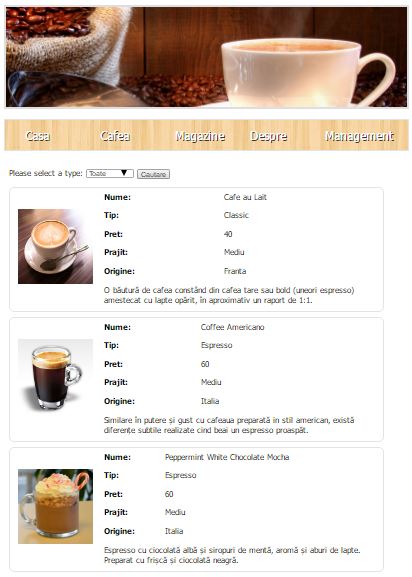 Casa Cafea Magazine Despre Management
Please select a type: Toate Cautare
Nume: Cafe au Lait
Tip: Classic
Pret: 40
Prajit: Mediu
Origine: Franta
O băutură de cafea constând din cafea tare sau bold (uneori espresso)
amestecat cu lapte opărit, în aproximativ un raport de 1:1.
Nume: Coffee Americano
Tip: Espresso
Pret: 60
Prajit: Mediu
Origine: Italia
Similare în putere și gust cu cafeaua preparată in stil american, există
diferențe subtile realizate cind beai un espresso proaspăt.
Nume: Peppermint White Chocolate Mocha
Tip: Espresso
Pret: 60
Prajit: Mediu
Origine: Italia
Espresso cu ciocolată albă și siropuri de mentă, aromă și aburi de lapte.
Preparat cu frișcă și ciocolată neagră.